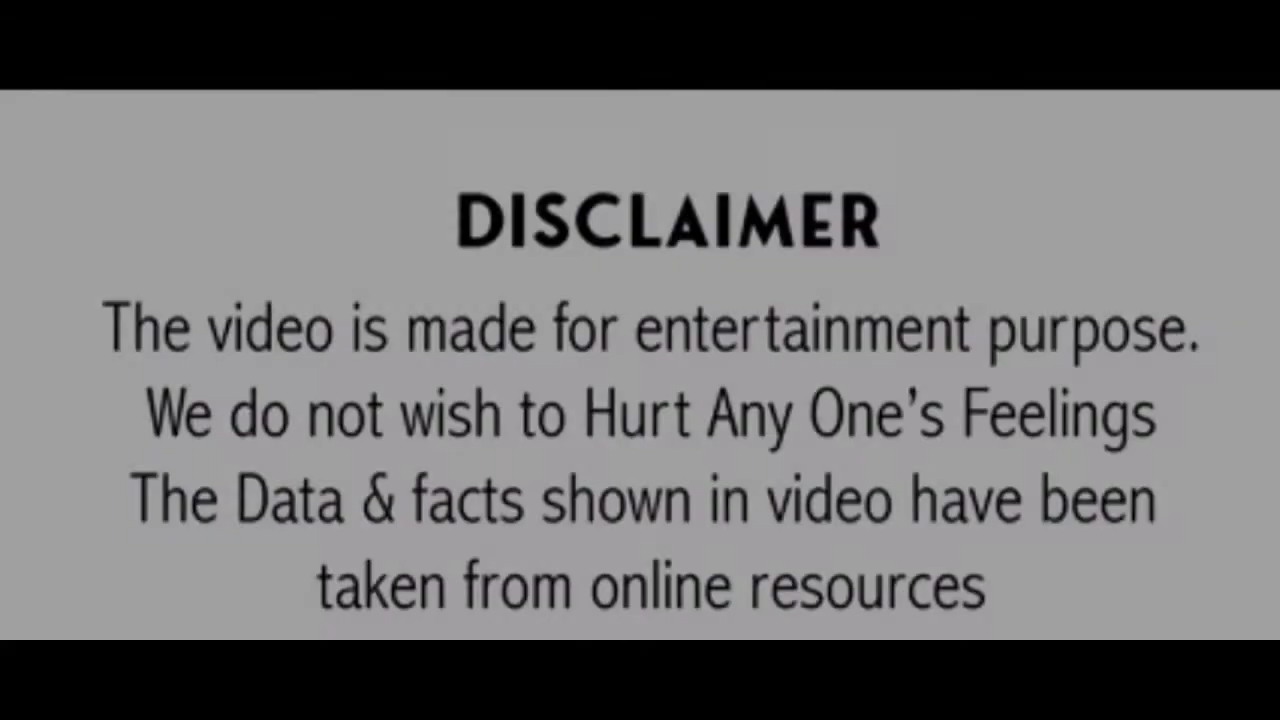 DISCLAIMER
The video is made for entertainment purpose.
We do not wish to Hurt Any One’s Feelings
The Data & facts shown in video have been
taken from online resources